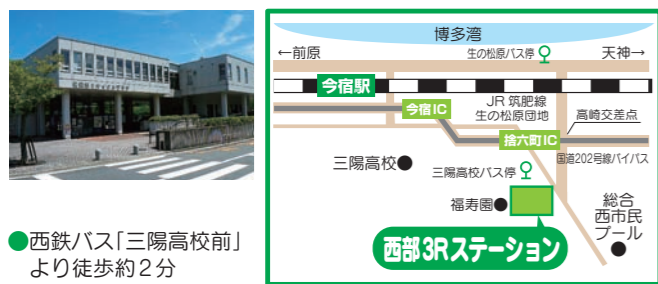 博多湾
←前原
生の松原バス停
天神→
今宿駅
今宿IC
JR 筑肥線
生の松原団地
高崎交差点
捨六町IC
国道202号線バイパス
三陽高校●
三陽高校バス停
福寿園●
総合
西市民
プール
●
西部3Rステーション
●西鉄バス「三陽高校前」
より徒歩約2分